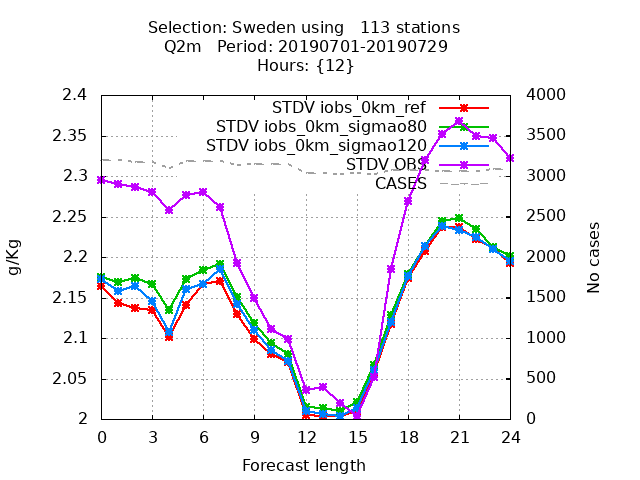 Selection: Sweden using   113 stations
Q2m   Period: 20190701-20190729
Hours: {12}
STDV iobs_0km_ref
STDV iobs_0km_sigmao80
STDV iobs_0km_sigmao120
STDV OBS
CASES
g/Kg
2.4
2.35
2.3
2.25
2.2
2.15
2.1
2.05
2
4000
3500
3000
2500
2000
1500
1000
500
0
No cases
0 3 6 9 12 15 18 21 24
Forecast length